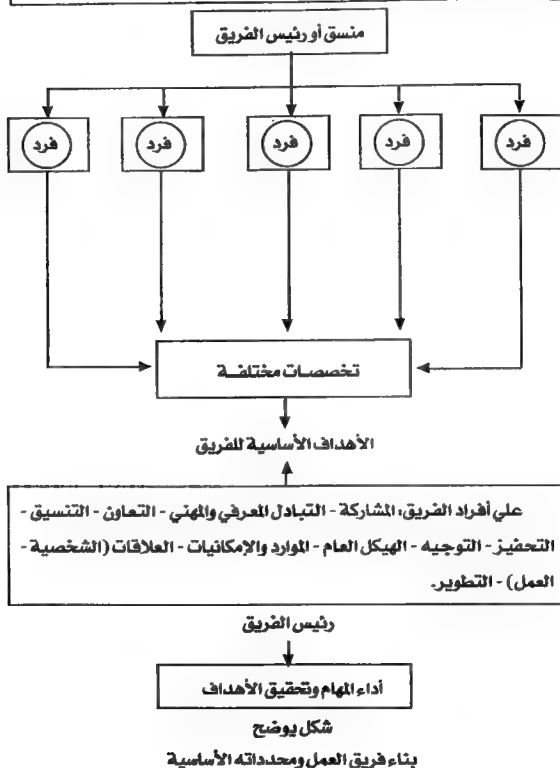 منسق أو رئيس الفريق
فرد فرد فرد فرد فرد
تخصصات مختلفة
الأهداف الأساسية للفريق
علي أفراد الفريق: المشاركة - التبادل المعرفي والمهني - التعاون - التنسيق -
التحفيز - التوجيه - الهيكل العام - الموارد والإمكانيات - العلاقات (الشخصية -
العمل) - التطوير.
رئيس الفريق
أداء المهام وتحقيق الأهداف
شكل يوضح
بناء فريق العمل ومحدداته الأساسية